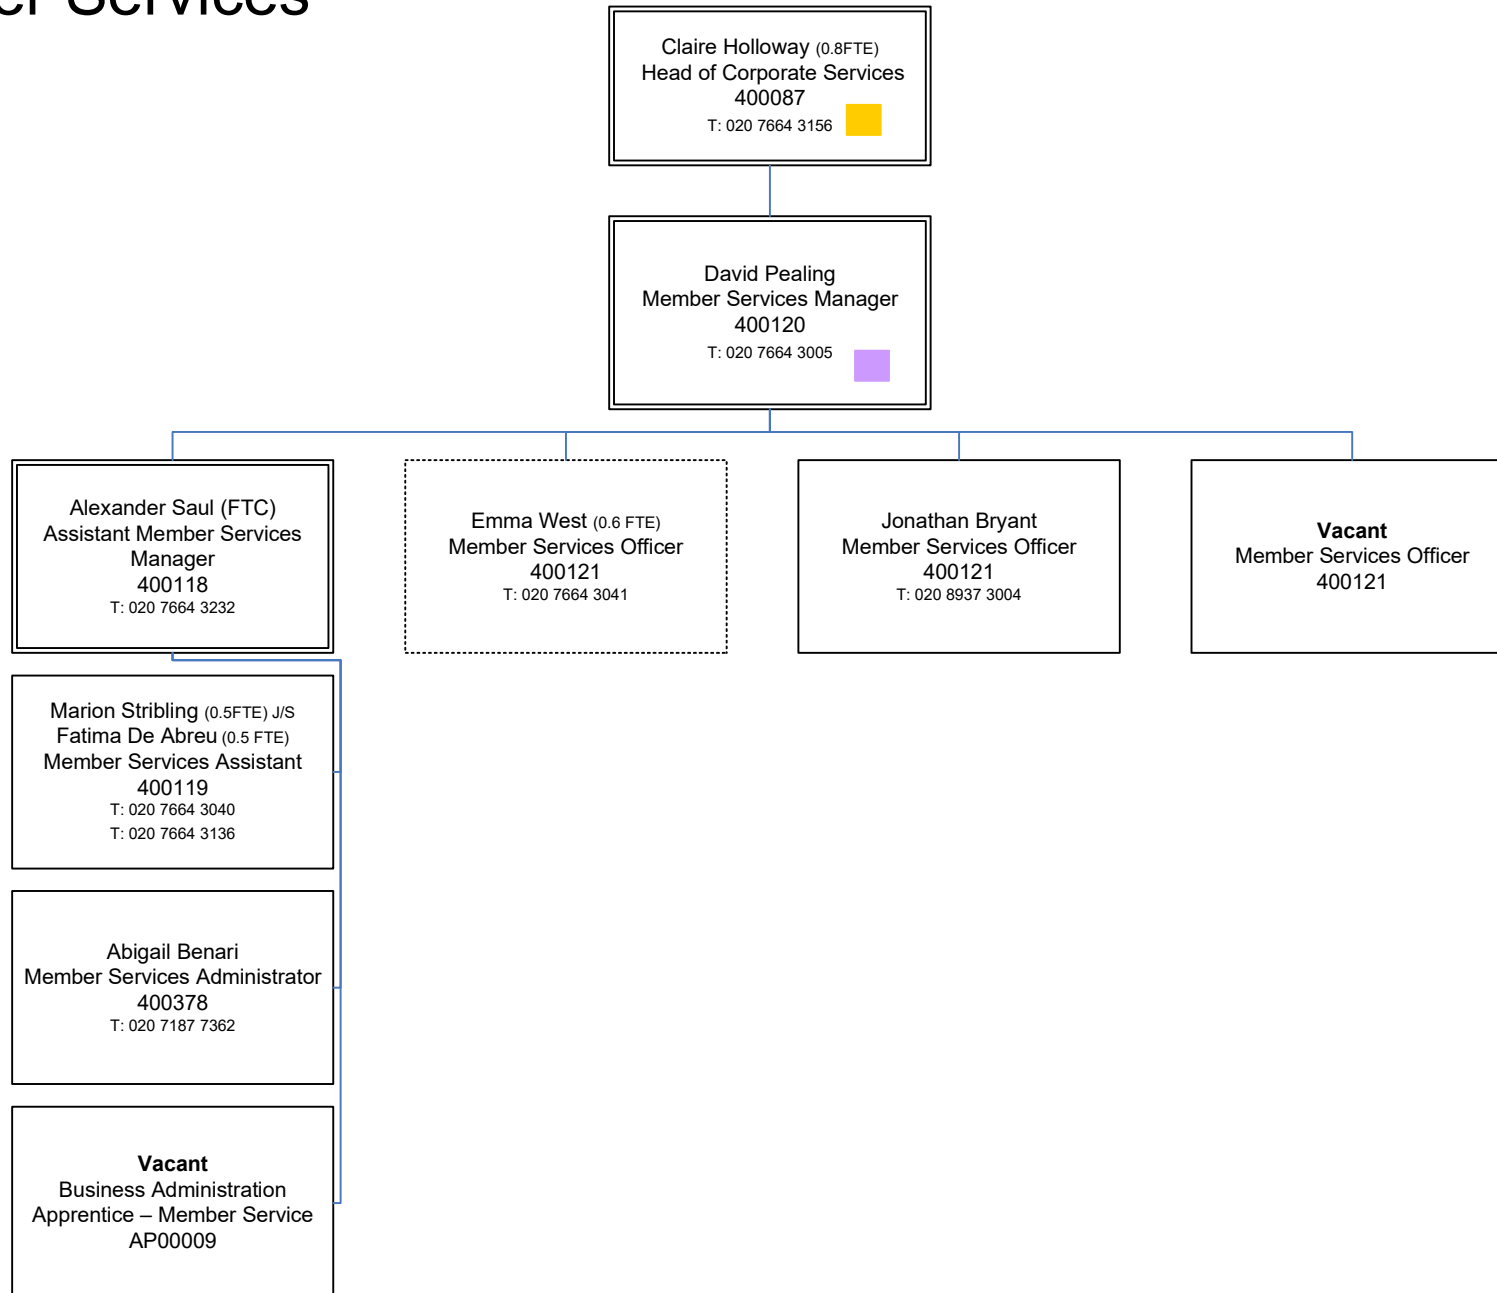 er Services
Claire Holloway (0.8FTE)
Head of Corporate Services
400087
T: 020 7664 3156
David Pealing
Member Services Manager
400120
T: 020 7664 3005
Alexander Saul (FTC)
Assistant Member Services
Manager
400118
T: 020 7664 3232
Emma West (0.6 FTE)
Member Services Officer
400121
T: 020 7664 3041
Jonathan Bryant
Member Services Officer
400121
T: 020 8937 3004
Vacant
Member Services Officer
400121
Marion Stribling (0.5FTE) J/S
Fatima De Abreu (0.5 FTE)
Member Services Assistant
400119
T: 020 7664 3040
T: 020 7664 3136
Abigail Benari
Member Services Administrator
400378
T: 020 7187 7362
Vacant
Business Administration
Apprentice – Member Service
AP00009